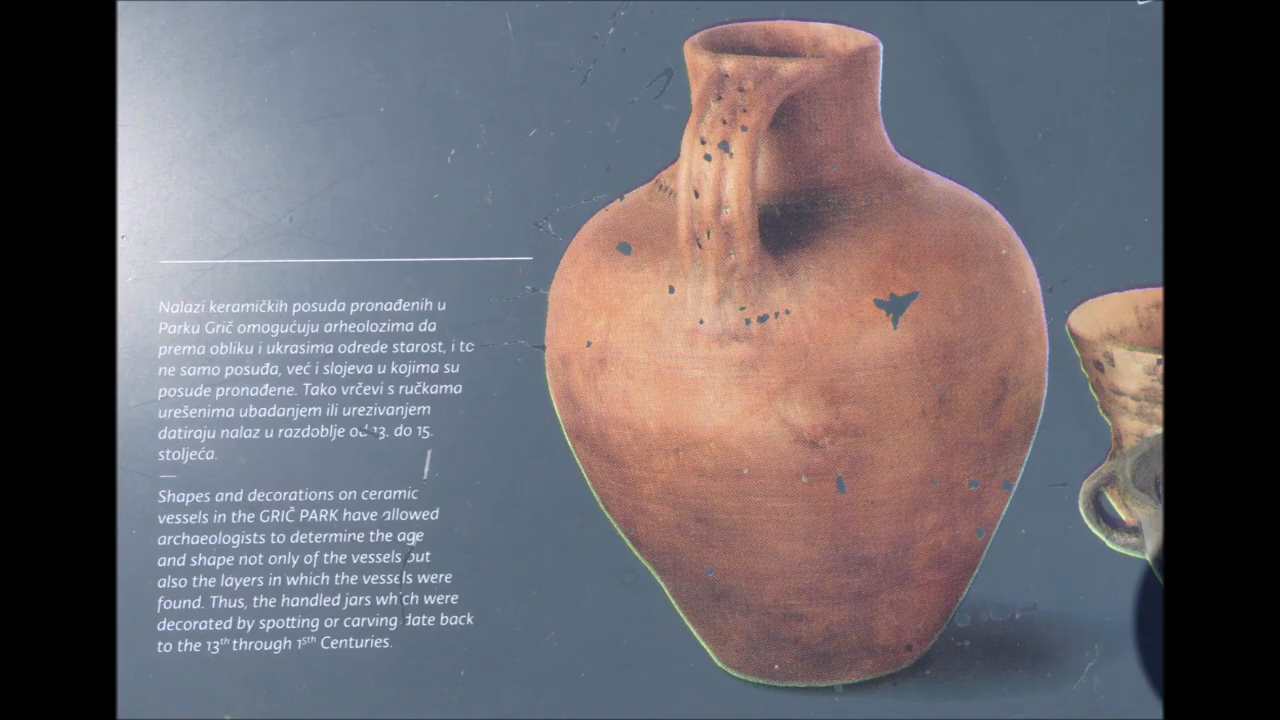 Nalazi keramičkih posuda pronađenih u
Parku Grič omogućuju arheolozima da
prema obliku i ukrasima odrede starost, i to
ne samo posuđa, već i slojeva u kojima su
posude pronađene. Tako vrčevi s ručkama
urešenima ubadanjem ili urezivanjem
datiraju nalaz u razdoblje od 13. do 15.
stoljeća.
—
Shapes and decorations on ceramic
vessels in the GRIČ PARK have allowed
archaeologists to determine the age
and shape not only of the vessels but
also the layers in which the vessels were
found. Thus, the handled jars which were
decorated by spotting or carving date back
to the 13th through 15th Centuries.